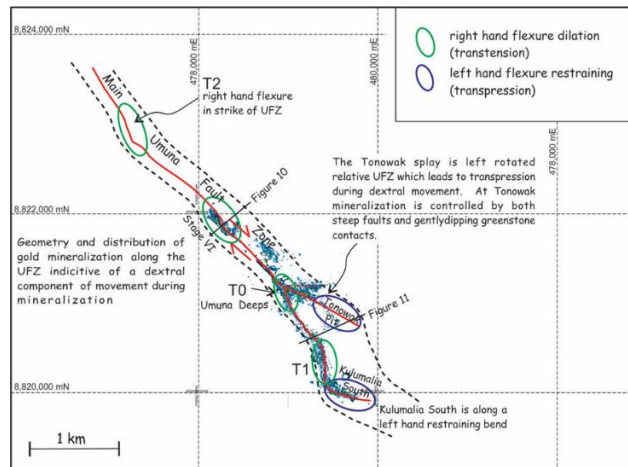 8,824,000 mN
478,000 mE
480,000 mE
478,000 mE
right hand flexure dilation
(transtension)
left hand flexure restraining
(transpression)
Main
Umuna
Fault
Zone
T2
right hand flexure
in strike of UFZ
The Tonowak splay is left rotated
relative UFZ which leads to transpression
during dextral movement. At Tonowak
mineralization is controlled by both
steep faults and gentlydipping greenstone
contacts.
Figure 10
8,822,000 mN
Stage VI
Geometry and distribution of
gold mineralization along the
UFZ indicitive of a dextral
component of movement during
mineralization
T0
Umuna Deeps
Tonowak
Pit
Figure 11
T1
Kulumalia
South
8,820,000 mN
Kulumalia South is along a
left hand restraining bend
1 km